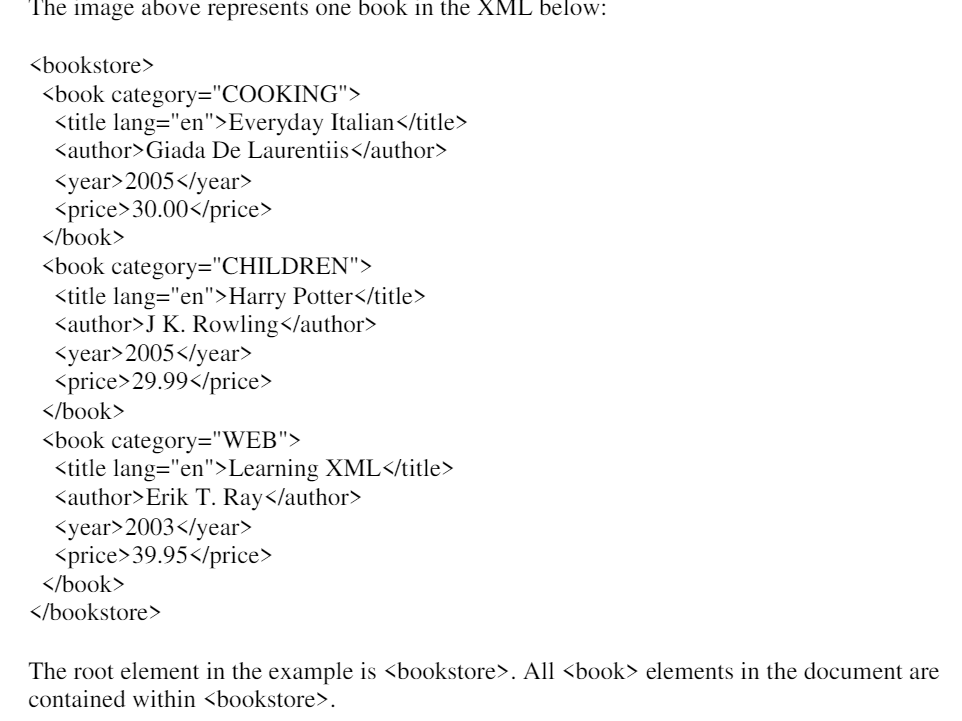 The image above represents one book in the XML below:
<bookstore>
<book category="COOKING">
<title lang="en">Everyday Italian</title>
<author>Giada De Laurentiis</author>
<year>2005</year>
<price>30.00</price>
</book>
<book category="CHILDREN">
<title lang="en">Harry Potter</title>
<author>J K. Rowling</author>
<year>2005</year>
<price>29.99</price>
</book>
<book category="WEB">
<title lang="en">Learning XML</title>
<author>Erik T. Ray</author>
<year>2003</year>
<price>39.95</price>
</book>
</bookstore>
The root element in the example is <bookstore>. All <book> elements in the document are
contained within <bookstore>.